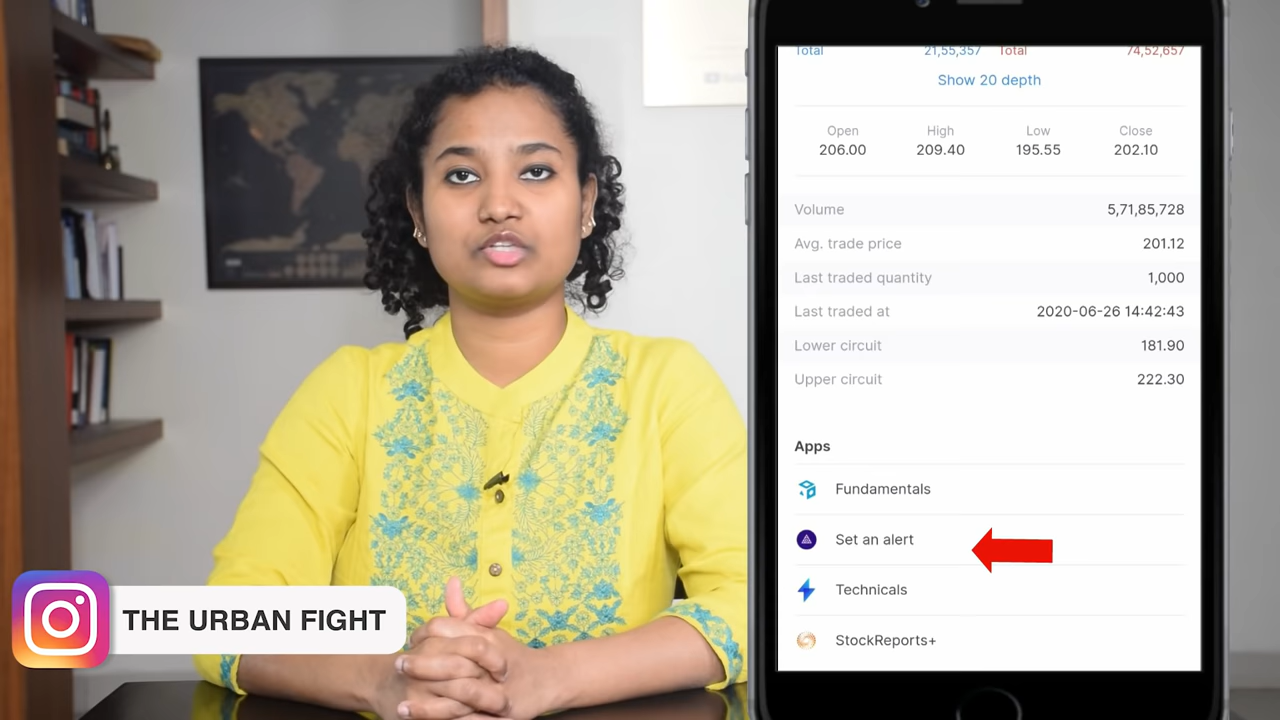 Total 21,55,357 Total 74,52,657
Show 20 depth
Open High Low Close
206.00 209.40 195.55 202.10
Volume 5,71,85,728
Avg. trade price 201.12
Last traded quantity 1,000
Last traded at 2020-06-26 14:42:43
Lower circuit 181.90
Upper circuit 222.30
Apps
Fundamentals
Set an alert
Technicals
StockReports+
THE URBAN FIGHT